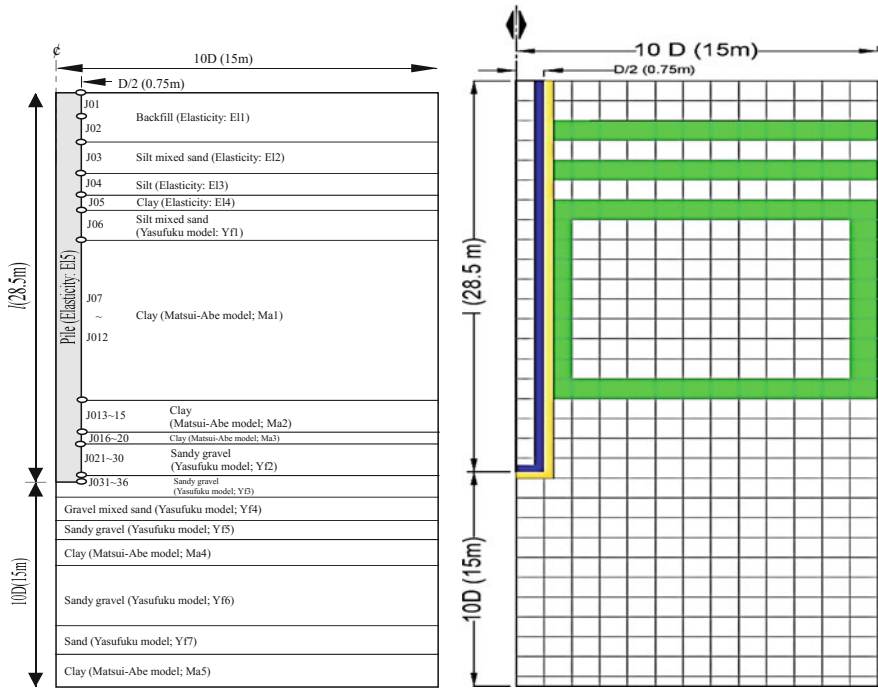 ¢
10D (15m)
D/2 (0.75m)
J01
Backfill (Elasticity: El1)
J02
J03 Silt mixed sand (Elasticity: El2)
J04 Silt (Elasticity: El3)
J05 Clay (Elasticity: El4)
J06 Silt mixed sand
(Yasufuku model: Yf1)
J07
~
J012
Clay (Matsui-Abe model; Ma1)
J013~15 Clay
(Matsui-Abe model; Ma2)
J016~20 Clay (Matsui-Abe model; Ma3)
J021~30 Sandy gravel
(Yasufuku model; Yf2)
J031~36 Sandy gravel
(Yasufuku model; Yf3)
Gravel mixed sand (Yasufuku model; Yf4)
Sandy gravel (Yasufuku model; Yf5)
Clay (Matsui-Abe model; Ma4)
Sandy gravel (Yasufuku model; Yf6)
Sand (Yasufuku model; Yf7)
Clay (Matsui-Abe model; Ma5)
Pile (Elasticity: El5)
l(28.5m)
10D(15m)
10 D (15m)
D/2 (0.75m)
(28.5 m)
10D (15m)